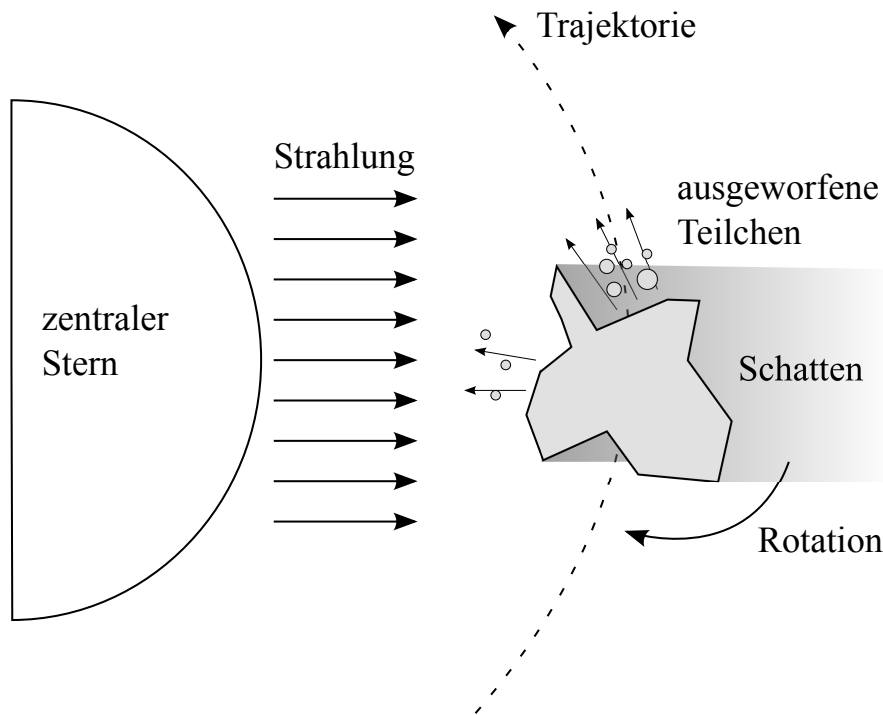 Trajektorie
Strahlung
ausgeworfene
Teilchen
zentraler
Stern
Schatten
Rotation